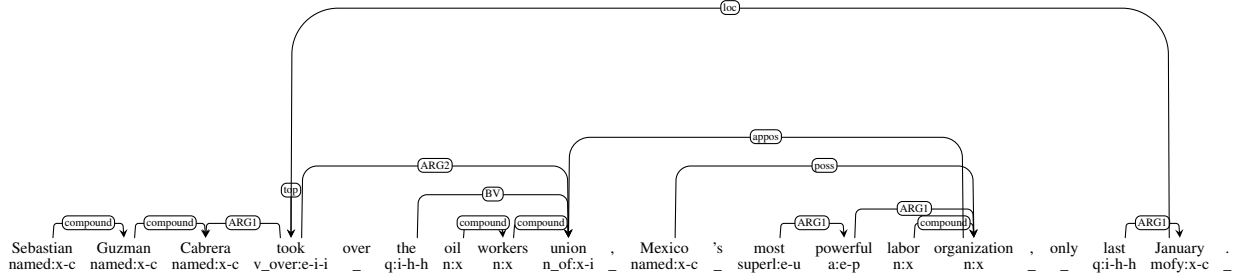 loc
appos
ARG2 poss
top
BV
ARG1
compound compound ARG1 compound compound ARG1 compound ARG1
Sebastian Guzman Cabrera took over the oil workers union , Mexico 's most powerful labor organization , only last January .
named:x-c named:x-c named:x-c v_over:e-i-i _ q:i-h-h n:x n:x n_of:x-i _ named:x-c _ superl:e-u a:e-p n:x n:x _ _ q:i-h-h mofy:x-c _